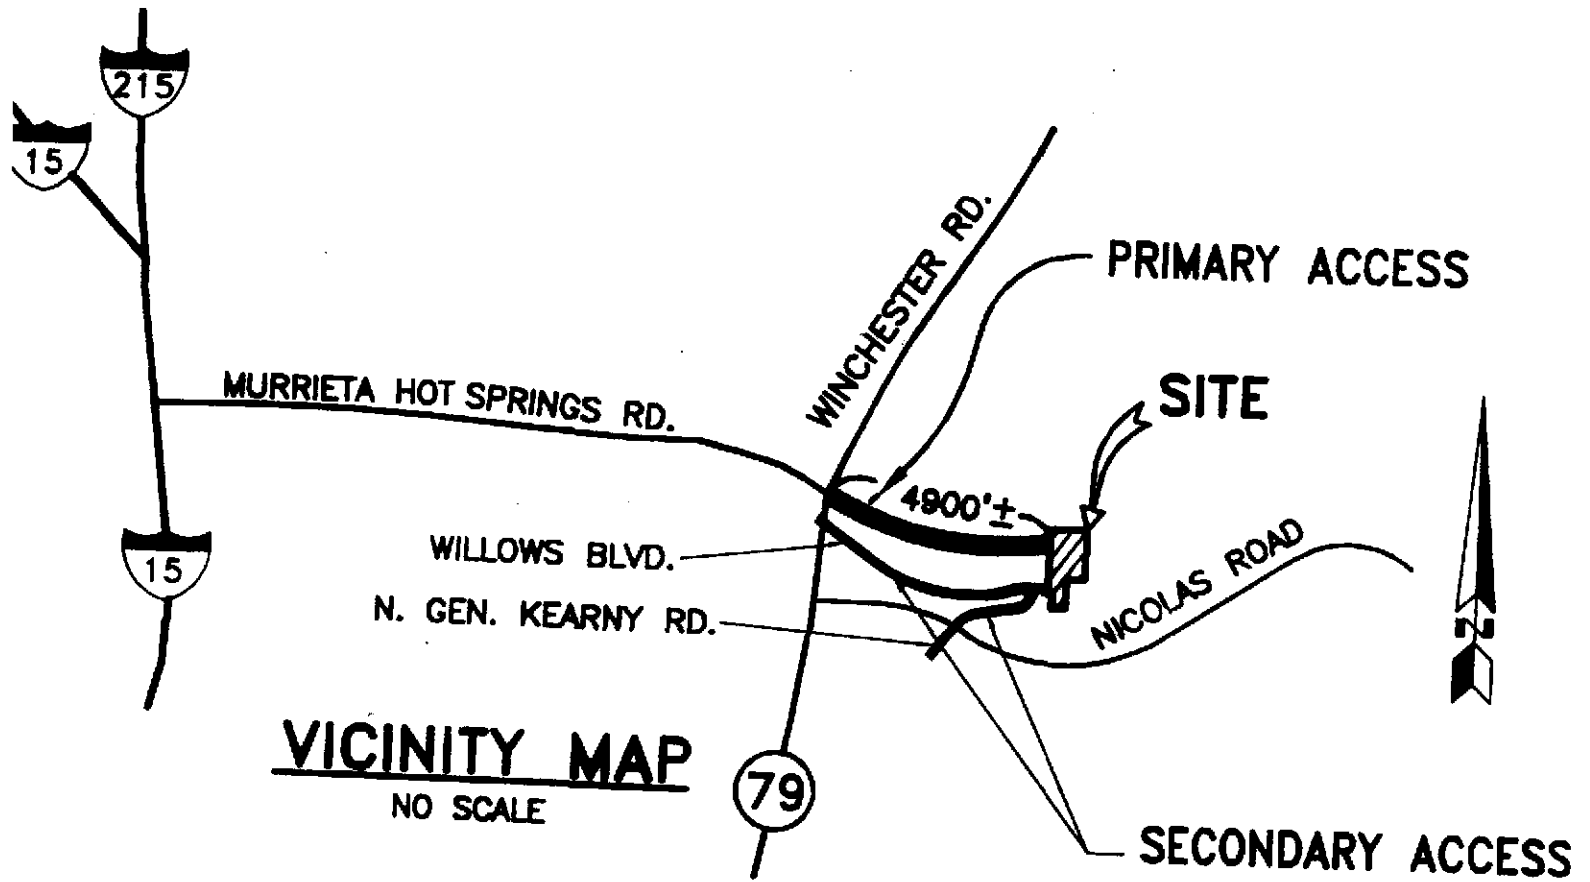 215
15
WINCHESTER RD.
PRIMARY ACCESS
MURRIETA HOT SPRINGS RD.
SITE
4900'±
WILLOWS BLVD.
15
N. GEN. KEARNY RD.
NICOLAS ROAD
N
VICINITY MAP
NO SCALE
79
SECONDARY ACCESS